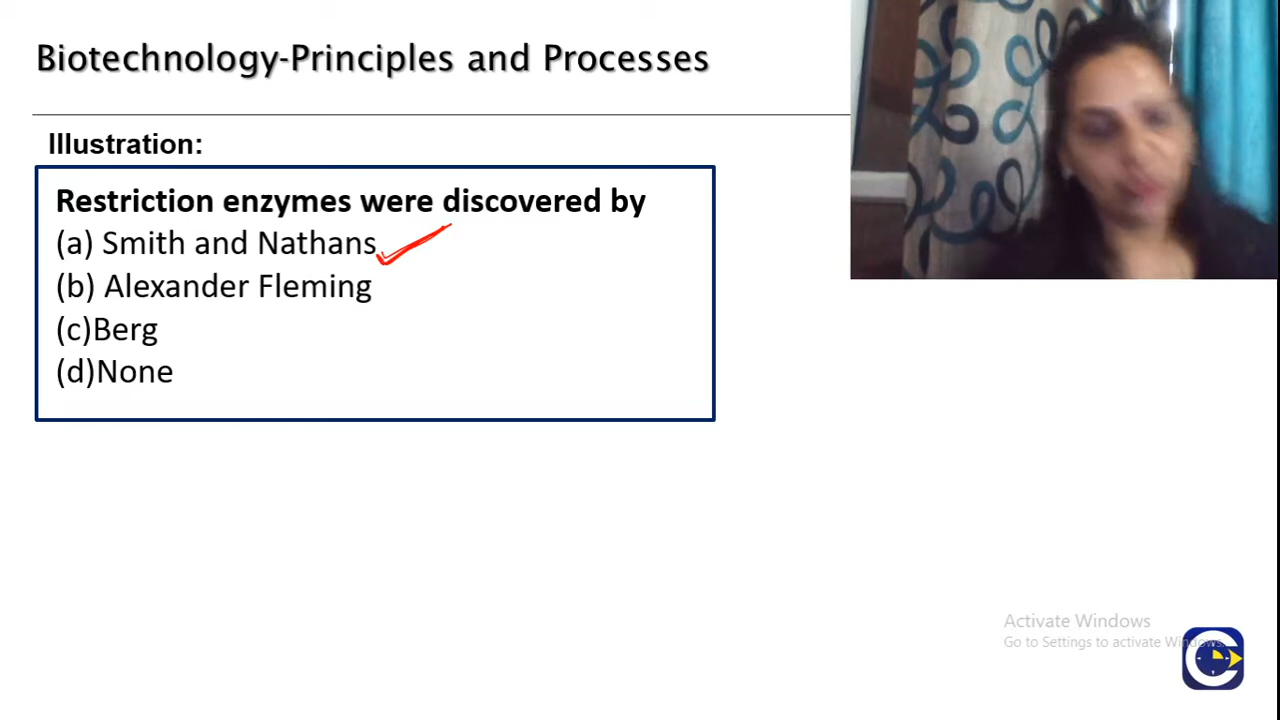 Biotechnology-Principles and Processes
Illustration:
Restriction enzymes were discovered by
(a) Smith and Nathans
(b) Alexander Fleming
(c)Berg
(d)None
Activate Windows
Go to Settings to activate Windows.